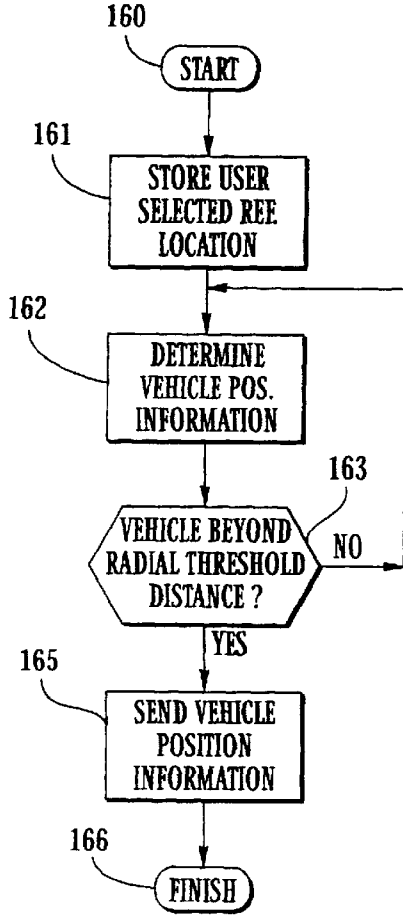 160
START
161
STORE USER
SELECTED REF.
LOCATION
162
DETERMINE
VEHICLE POS.
INFORMATION
163
VEHICLE BEYOND
RADIAL THRESHOLD
DISTANCE ?
NO
YES
165
SEND VEHICLE
POSITION
INFORMATION
166
FINISH